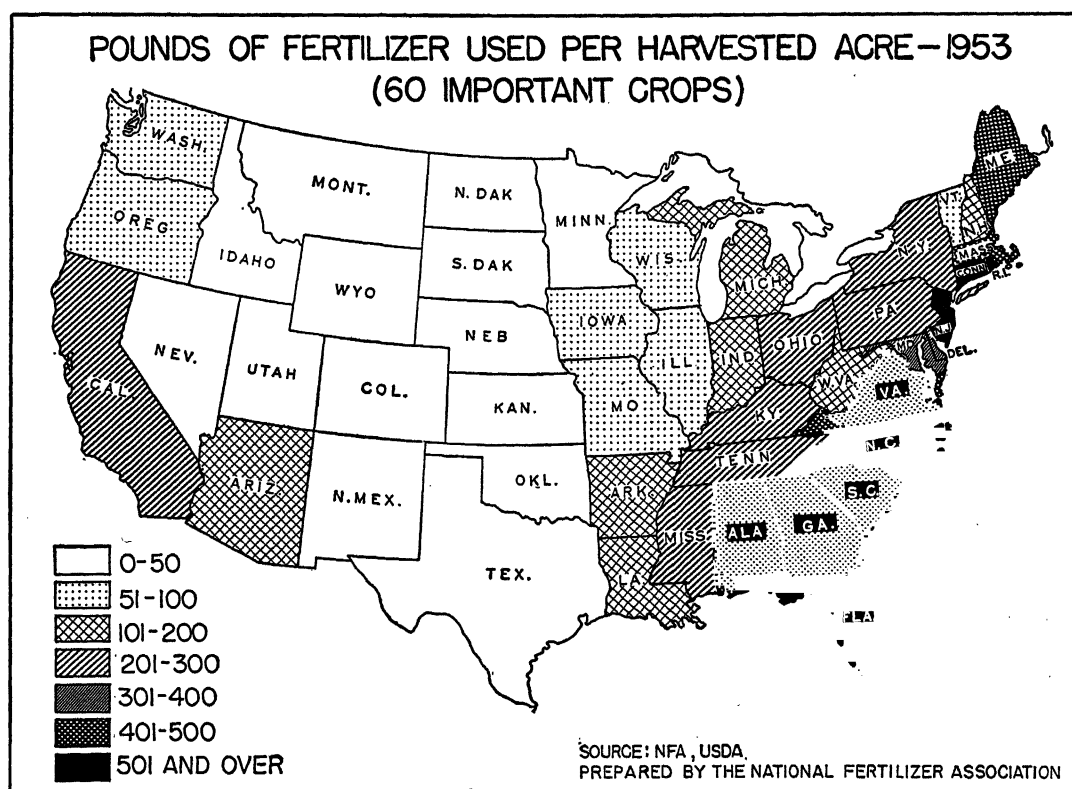 POUNDS OF FERTILIZER USED PER HARVESTED ACRE—1953
(60 IMPORTANT CROPS)
WASH.
OREG.
CAL.
NEV.
IDAHO
MONT.
WYO
UTAH
COL.
ARIZ.
N.MEX.
N. DAK
S. DAK
NEB
KAN.
OKL.
TEX.
MINN.
IOWA
MO
ARK.
LA.
WIS.
ILL.
MICH.
IND.
OHIO
KY.
TENN
MISS.
ALA
GA.
FLA
S.C.
N.C.
VA.
W.VA.
MD.
DEL.
PA.
N.J.
N.Y.
CONN.
R.I.
MASS.
VT.
N.H.
ME.
0-50
51-100
101-200
201-300
301-400
401-500
501 AND OVER
SOURCE: NFA, USDA.
PREPARED BY THE NATIONAL FERTILIZER ASSOCIATION